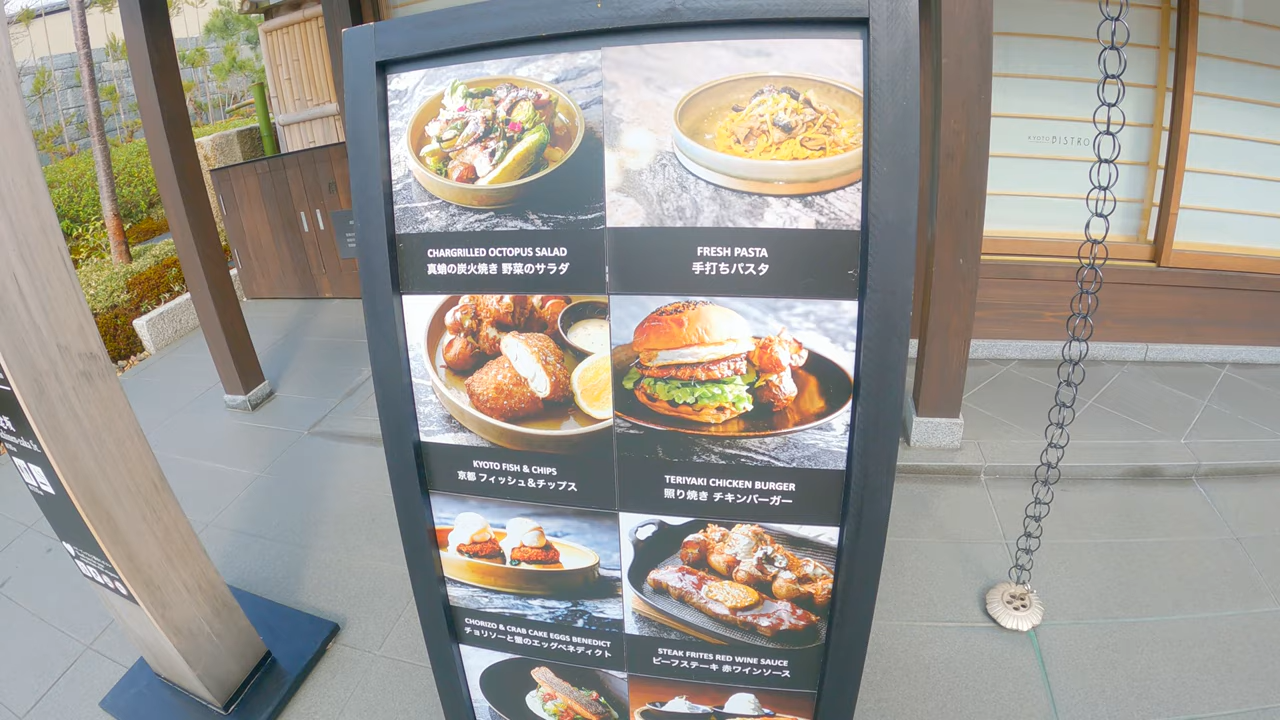 CHARGRILLED OCTOPUS SALAD
真蛸の炭火焼き 野菜のサラダ
FRESH PASTA
手打ちパスタ
KYOTO FISH & CHIPS
京都 フィッシュ&チップス
TERIYAKI CHICKEN BURGER
照り焼き チキンバーガー
CHORIZO & CRAB CAKE EGGS BENEDICT
チョリソーと蟹のエッグベネディクト
STEAK FRITES RED WINE SAUCE
ビーフステーキ 赤ワインソース
KYOTO BISTRO